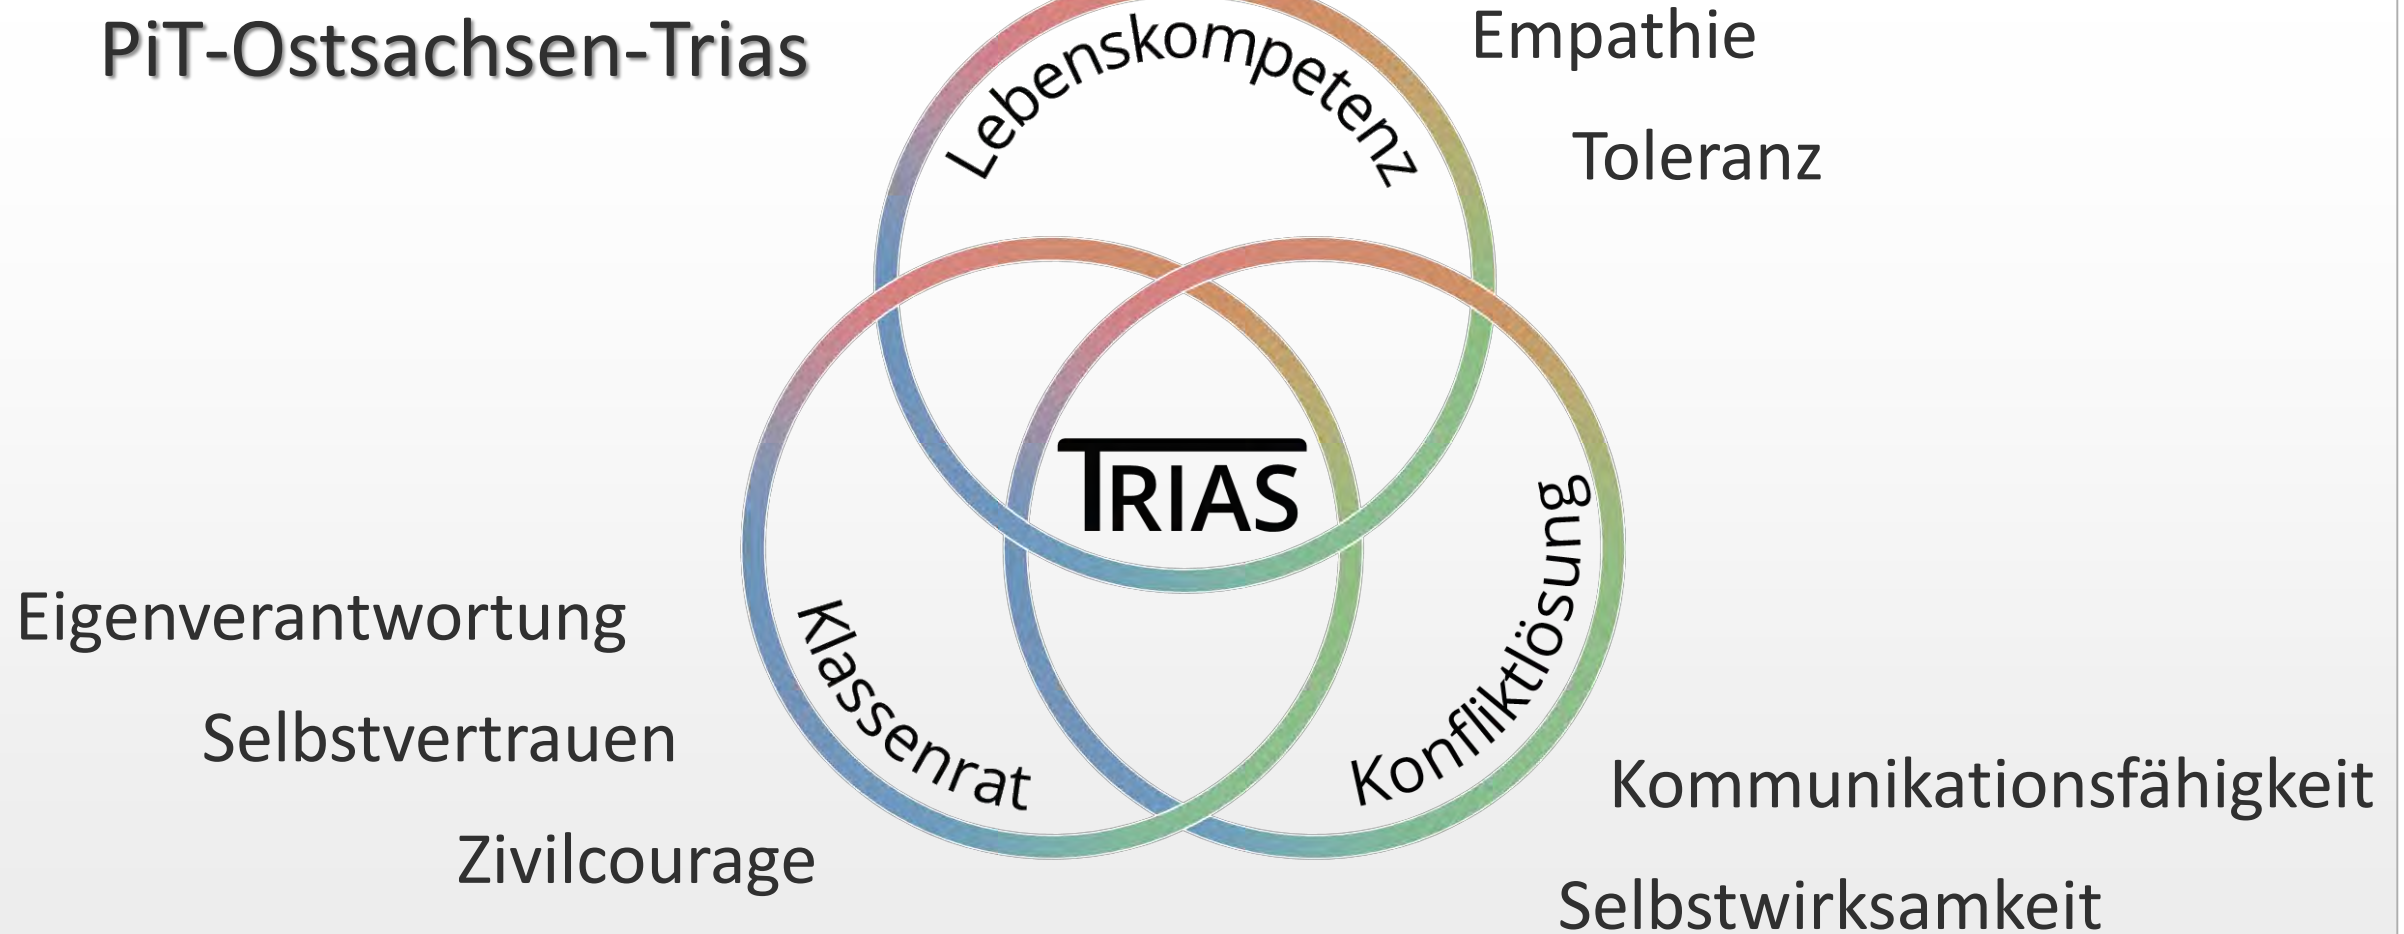 PiT-Ostsachsen-Trias
Lebenskompetenz
Empathie
Toleranz
TRIAS
Klassenrat
Konfliktlösung
Eigenverantwortung
Selbstvertrauen
Zivilcourage
Kommunikationsfähigkeit
Selbstwirksamkeit